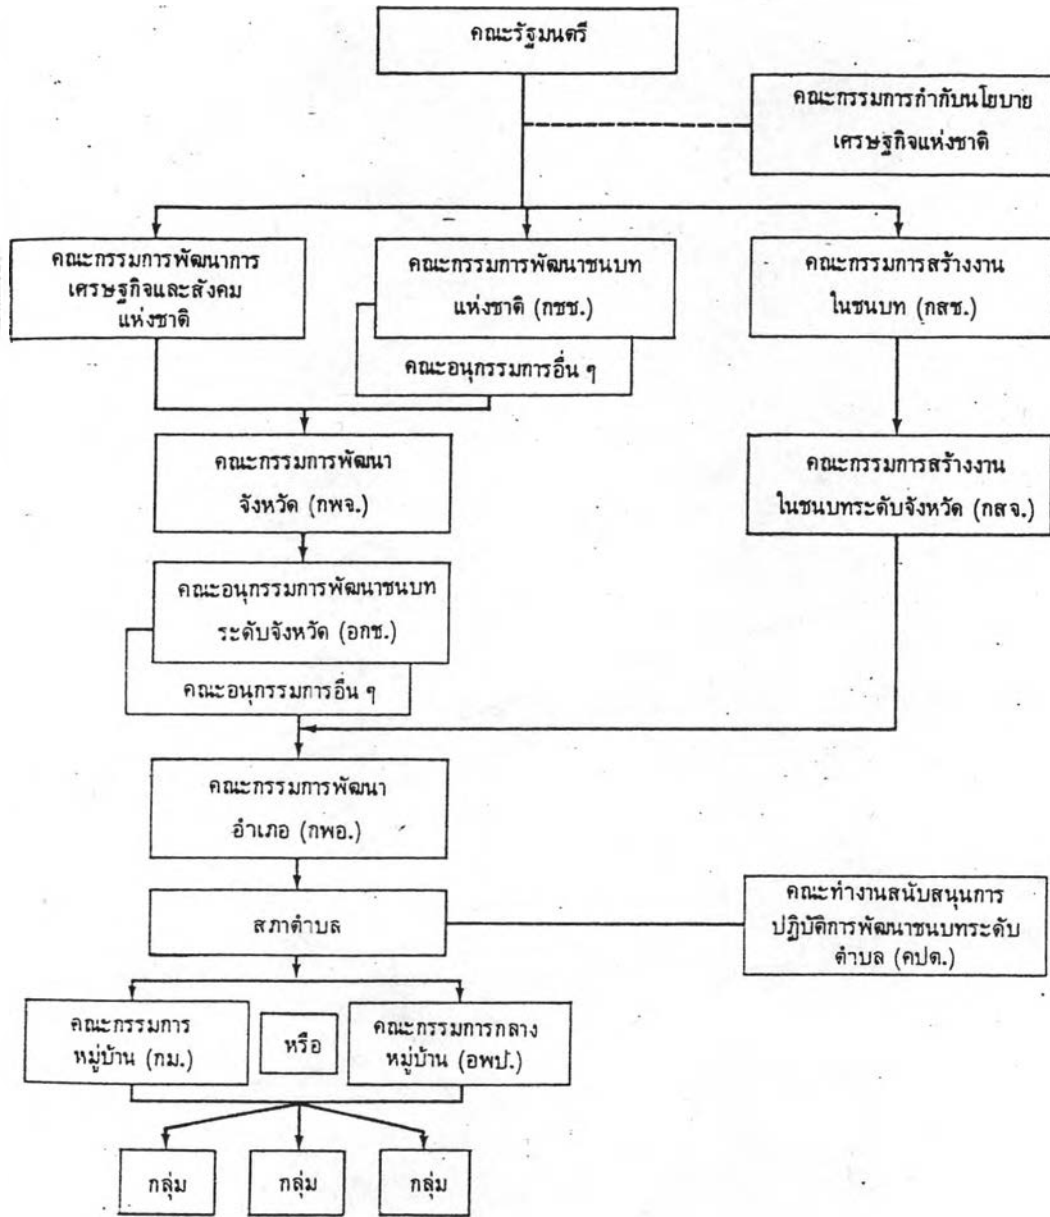 คณะรัฐมนตรี
คณะกรรมการกำกับนโยบาย
เศรษฐกิจแห่งชาติ
คณะกรรมการพัฒนาการ
เศรษฐกิจและสังคม
แห่งชาติ
คณะกรรมการพัฒนาชนบท
แห่งชาติ (กชช.)
คณะอนุกรรมการอื่น ๆ
คณะกรรมการสร้างงาน
ในชนบท (กสช.)
คณะกรรมการพัฒนา
จังหวัด (กพจ.)
คณะกรรมการสร้างงาน
ในชนบทระดับจังหวัด (กสจ.)
คณะอนุกรรมการพัฒนาชนบท
ระดับจังหวัด (อกช.)
คณะอนุกรรมการอื่น ๆ
คณะกรรมการพัฒนา
อำเภอ (กพอ.)
สภาตำบล
คณะทำงานสนับสนุนการ
ปฏิบัติการพัฒนาชนบทระดับ
ตำบล (คปต.)
คณะกรรมการ
หมู่บ้าน (กม.)
หรือ
คณะกรรมการกลาง
หมู่บ้าน (อพป.)
กลุ่ม
กลุ่ม
กลุ่ม